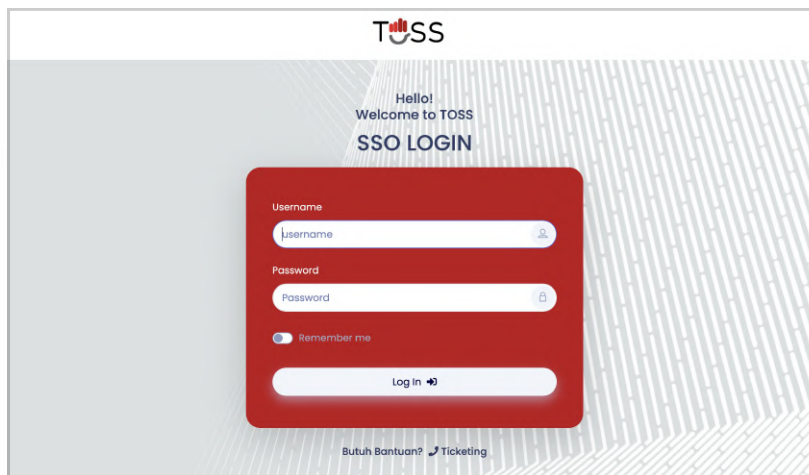 TOSS
Hello!
Welcome to TOSS
SSO LOGIN
Username
username
Password
Password
Remember me
Log In
Butuh Bantuan? Ticketing